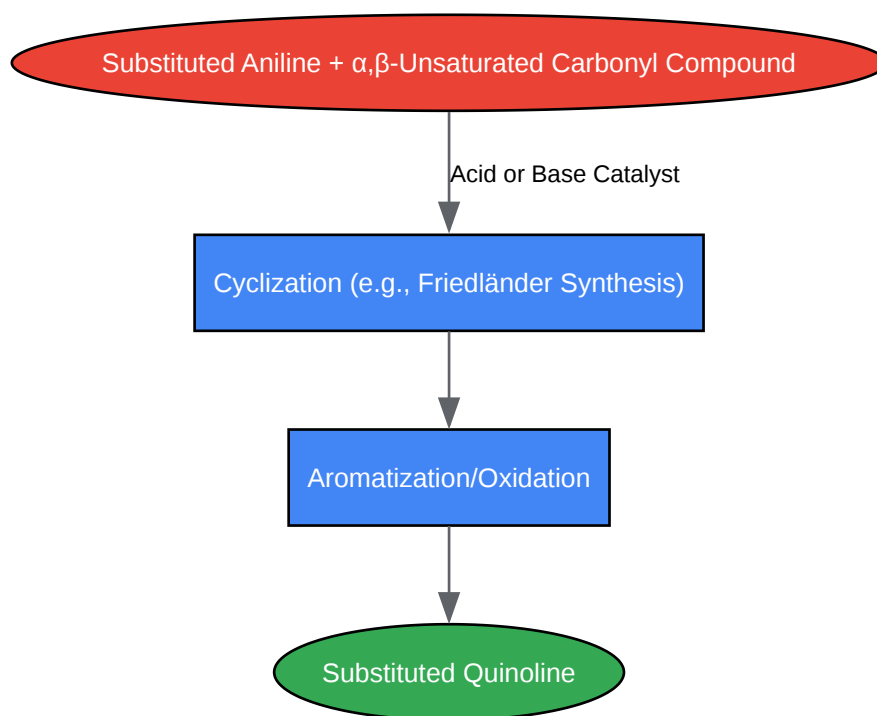 Substituted Aniline + α,β-Unsaturated Carbonyl Compound
Acid or Base Catalyst
Cyclization (e.g., Friedländer Synthesis)
Aromatization/Oxidation
Substituted Quinoline